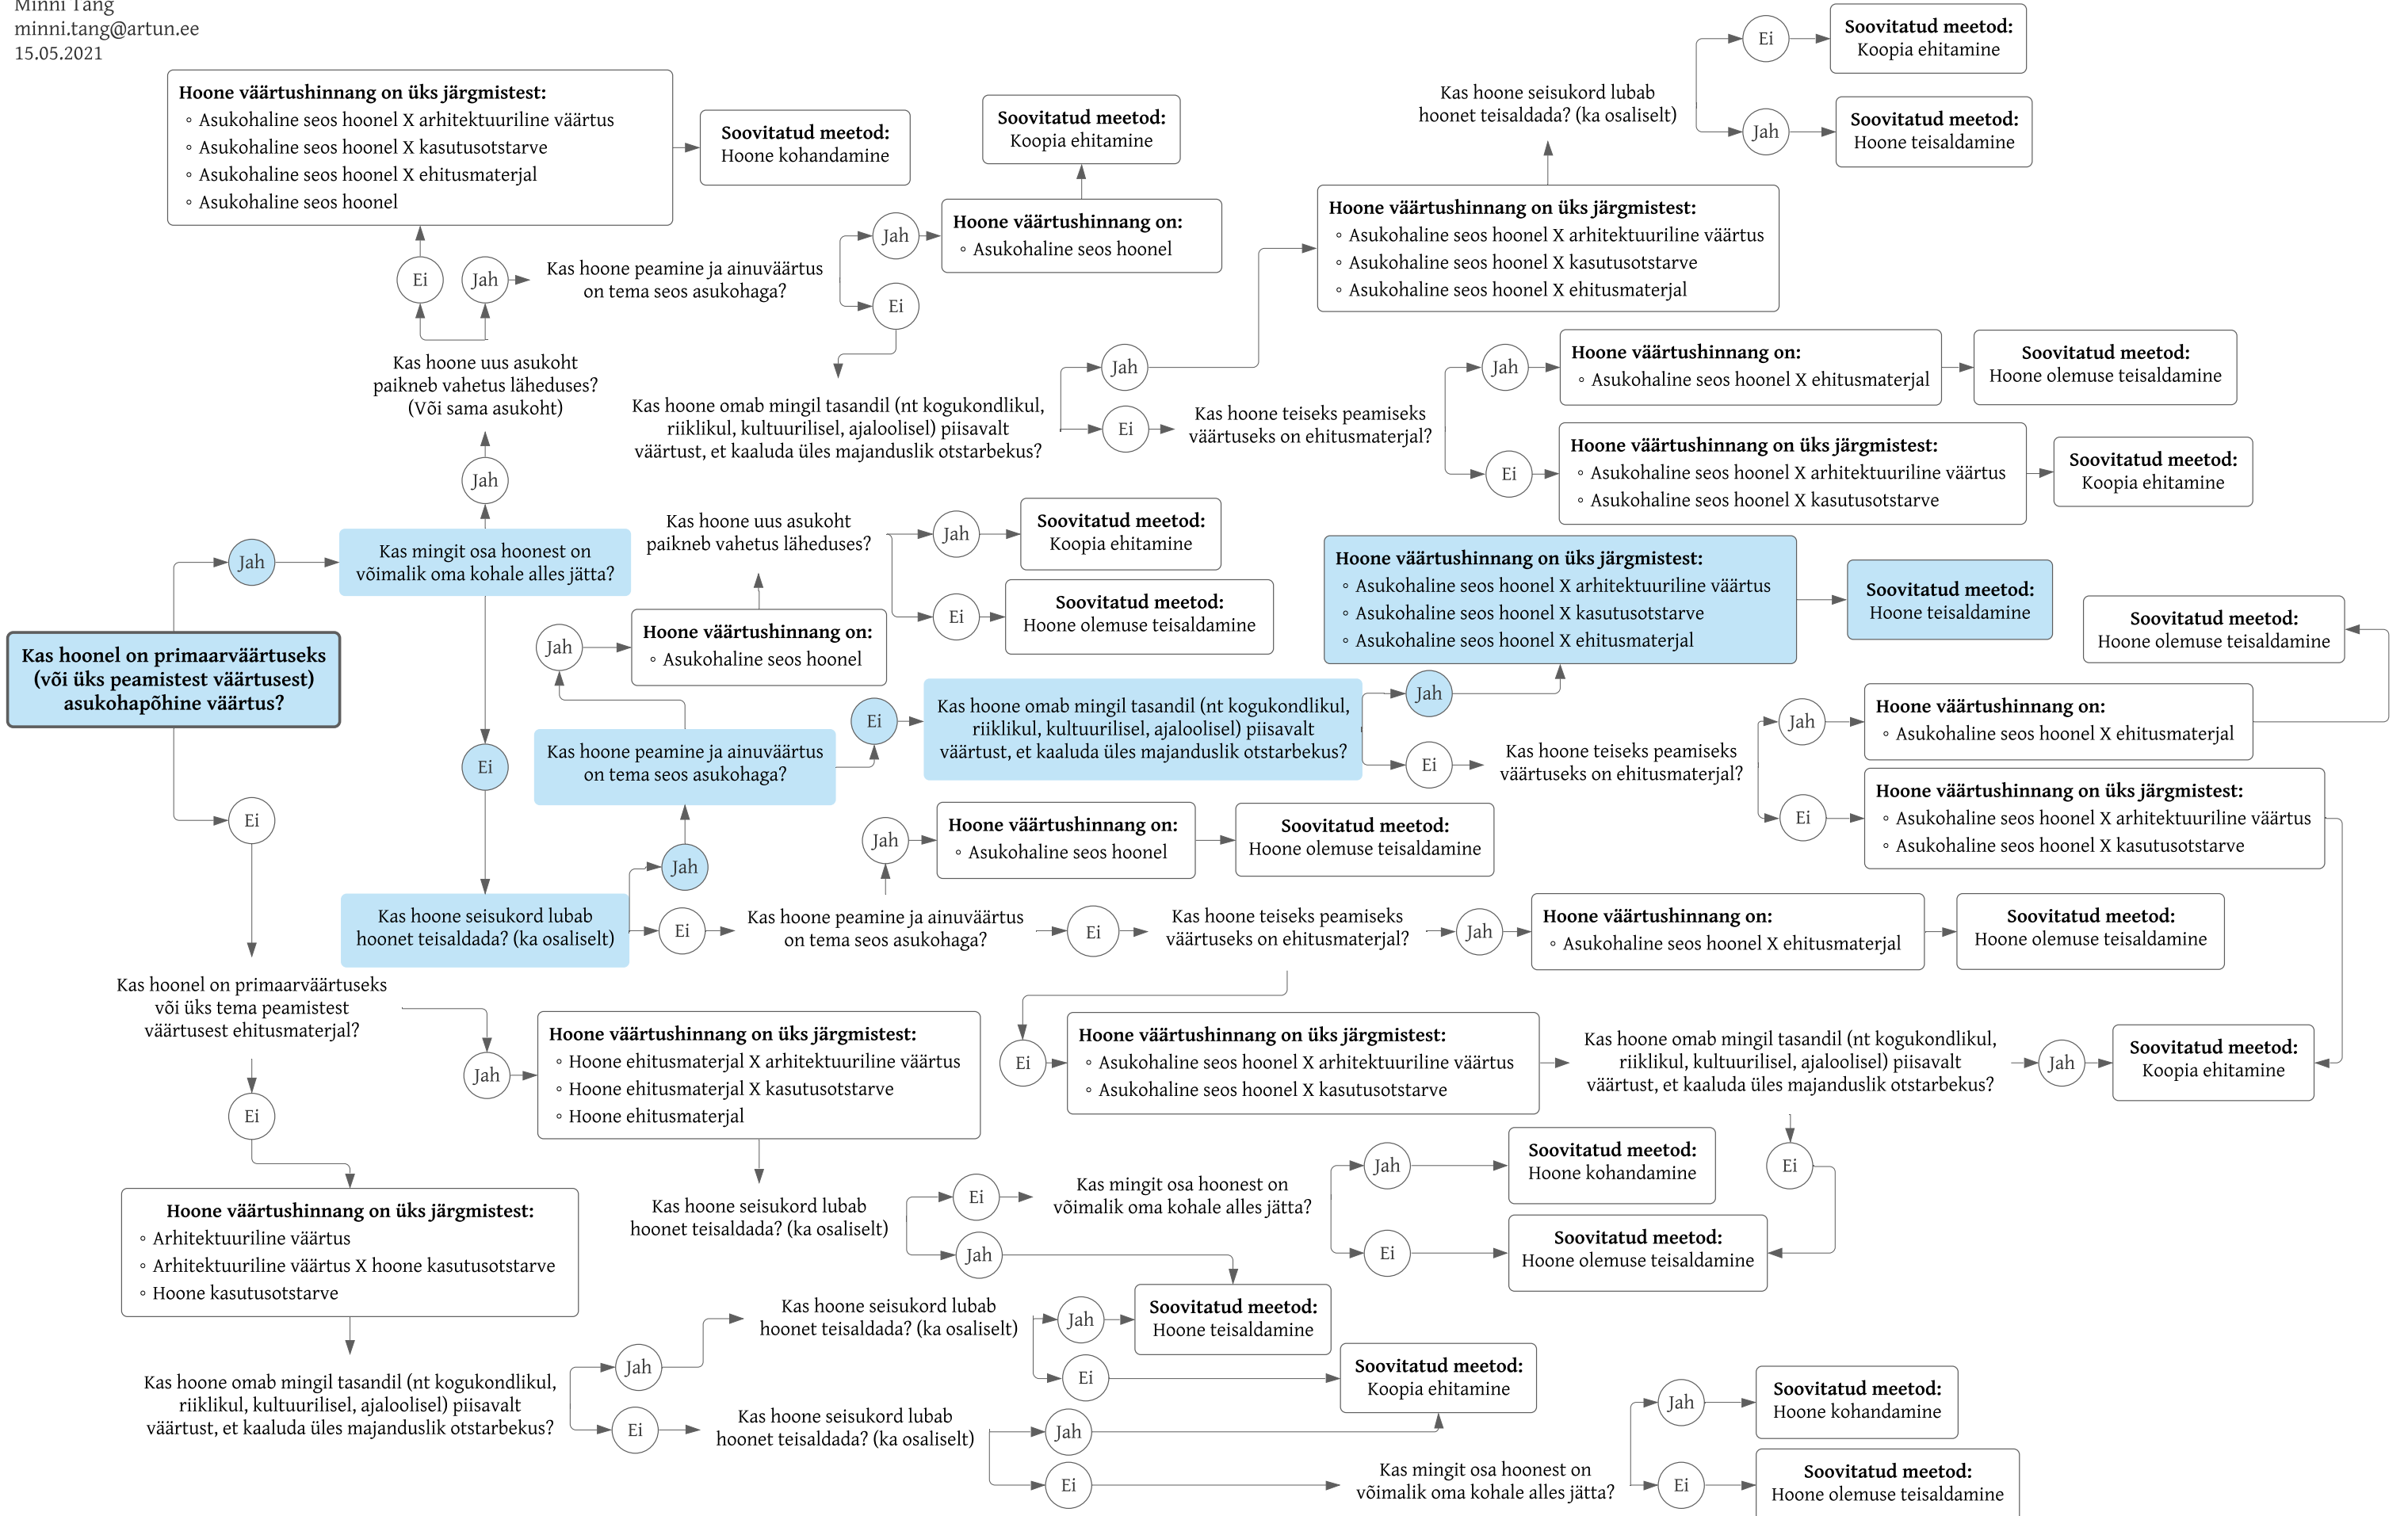 Minni Tang
minni.tang@artun.ee
15.05.2021
Hoone väärtushinnang on üks järgmistest:
◦ Asukohaline seos hoonel X arhitektuuriline väärtus
◦ Asukohaline seos hoonel X kasutusotstarve
◦ Asukohaline seos hoonel X ehitusmaterjal
◦ Asukohaline seos hoonel
Soovitatud meetod:
Hoone kohandamine
Soovitatud meetod:
Koopia ehitamine
Kas hoone seisukord lubab
hoonet teisaldada? (ka osaliselt)
Ei
Soovitatud meetod:
Koopia ehitamine
Jah
Soovitatud meetod:
Hoone teisaldamine
Ei
Jah
Kas hoone peamine ja ainuväärtus
on tema seos asukohaga?
Jah
Hoone väärtushinnang on:
◦ Asukohaline seos hoonel
Ei
Hoone väärtushinnang on üks järgmistest:
◦ Asukohaline seos hoonel X arhitektuuriline väärtus
◦ Asukohaline seos hoonel X kasutusotstarve
◦ Asukohaline seos hoonel X ehitusmaterjal
Kas hoone uus asukoht
paikneb vahetus läheduses?
(Või sama asukoht)
Kas hoone omab mingil tasandil (nt kogukondlikul,
riiklikul, kultuurilisel, ajaloolisel) piisavalt
väärtust, et kaaluda üles majanduslik otstarbekus?
Jah
Ei
Kas hoone teiseks peamiseks
väärtuseks on ehitusmaterjal?
Jah
Hoone väärtushinnang on:
◦ Asukohaline seos hoonel X ehitusmaterjal
Soovitatud meetod:
Hoone olemuse teisaldamine
Ei
Hoone väärtushinnang on üks järgmistest:
◦ Asukohaline seos hoonel X arhitektuuriline väärtus
◦ Asukohaline seos hoonel X kasutusotstarve
Soovitatud meetod:
Koopia ehitamine
Jah
Jah
Kas mingit osa hoonest on
võimalik oma kohale alles jätta?
Kas hoone uus asukoht
paikneb vahetus läheduses?
Jah
Soovitatud meetod:
Koopia ehitamine
Ei
Soovitatud meetod:
Hoone olemuse teisaldamine
Hoone väärtushinnang on üks järgmistest:
◦ Asukohaline seos hoonel X arhitektuuriline väärtus
◦ Asukohaline seos hoonel X kasutusotstarve
◦ Asukohaline seos hoonel X ehitusmaterjal
Soovitatud meetod:
Hoone teisaldamine
Soovitatud meetod:
Hoone olemuse teisaldamine
Kas hoonel on primaarväärtuseks
(või üks peamistest väärtusest)
asukohapõhine väärtus?
Jah
Hoone väärtushinnang on:
◦ Asukohaline seos hoonel
Ei
Kas hoone peamine ja ainuväärtus
on tema seos asukohaga?
Ei
Kas hoone omab mingil tasandil (nt kogukondlikul,
riiklikul, kultuurilisel, ajaloolisel) piisavalt
väärtust, et kaaluda üles majanduslik otstarbekus?
Jah
Ei
Kas hoone teiseks peamiseks
väärtuseks on ehitusmaterjal?
Jah
Hoone väärtushinnang on:
◦ Asukohaline seos hoonel X ehitusmaterjal
Ei
Hoone väärtushinnang on üks järgmistest:
◦ Asukohaline seos hoonel X arhitektuuriline väärtus
◦ Asukohaline seos hoonel X kasutusotstarve
Ei
Jah
Kas hoone seisukord lubab
hoonet teisaldada? (ka osaliselt)
Ei
Kas hoone peamine ja ainuväärtus
on tema seos asukohaga?
Jah
Hoone väärtushinnang on:
◦ Asukohaline seos hoonel
Soovitatud meetod:
Hoone olemuse teisaldamine
Ei
Kas hoone teiseks peamiseks
väärtuseks on ehitusmaterjal?
Jah
Hoone väärtushinnang on:
◦ Asukohaline seos hoonel X ehitusmaterjal
Soovitatud meetod:
Hoone olemuse teisaldamine
Kas hoonel on primaarväärtuseks
või üks tema peamistest
väärtusest ehitusmaterjal?
Jah
Hoone väärtushinnang on üks järgmistest:
◦ Hoone ehitusmaterjal X arhitektuuriline väärtus
◦ Hoone ehitusmaterjal X kasutusotstarve
◦ Hoone ehitusmaterjal
Ei
Hoone väärtushinnang on üks järgmistest:
◦ Asukohaline seos hoonel X arhitektuuriline väärtus
◦ Asukohaline seos hoonel X kasutusotstarve
Kas hoone omab mingil tasandil (nt kogukondlikul,
riiklikul, kultuurilisel, ajaloolisel) piisavalt
väärtust, et kaaluda üles majanduslik otstarbekus?
Jah
Soovitatud meetod:
Koopia ehitamine
Ei
Ei
Hoone väärtushinnang on üks järgmistest:
◦ Arhitektuuriline väärtus
◦ Arhitektuuriline väärtus X hoone kasutusotstarve
◦ Hoone kasutusotstarve
Kas hoone seisukord lubab
hoonet teisaldada? (ka osaliselt)
Ei
Kas mingit osa hoonest on
võimalik oma kohale alles jätta?
Jah
Soovitatud meetod:
Hoone kohandamine
Ei
Soovitatud meetod:
Hoone olemuse teisaldamine
Jah
Kas hoone seisukord lubab
hoonet teisaldada? (ka osaliselt)
Jah
Soovitatud meetod:
Hoone teisaldamine
Ei
Soovitatud meetod:
Koopia ehitamine
Kas hoone omab mingil tasandil (nt kogukondlikul,
riiklikul, kultuurilisel, ajaloolisel) piisavalt
väärtust, et kaaluda üles majanduslik otstarbekus?
Jah
Ei
Kas hoone seisukord lubab
hoonet teisaldada? (ka osaliselt)
Jah
Ei
Kas mingit osa hoonest on
võimalik oma kohale alles jätta?
Jah
Soovitatud meetod:
Hoone kohandamine
Ei
Soovitatud meetod:
Hoone olemuse teisaldamine